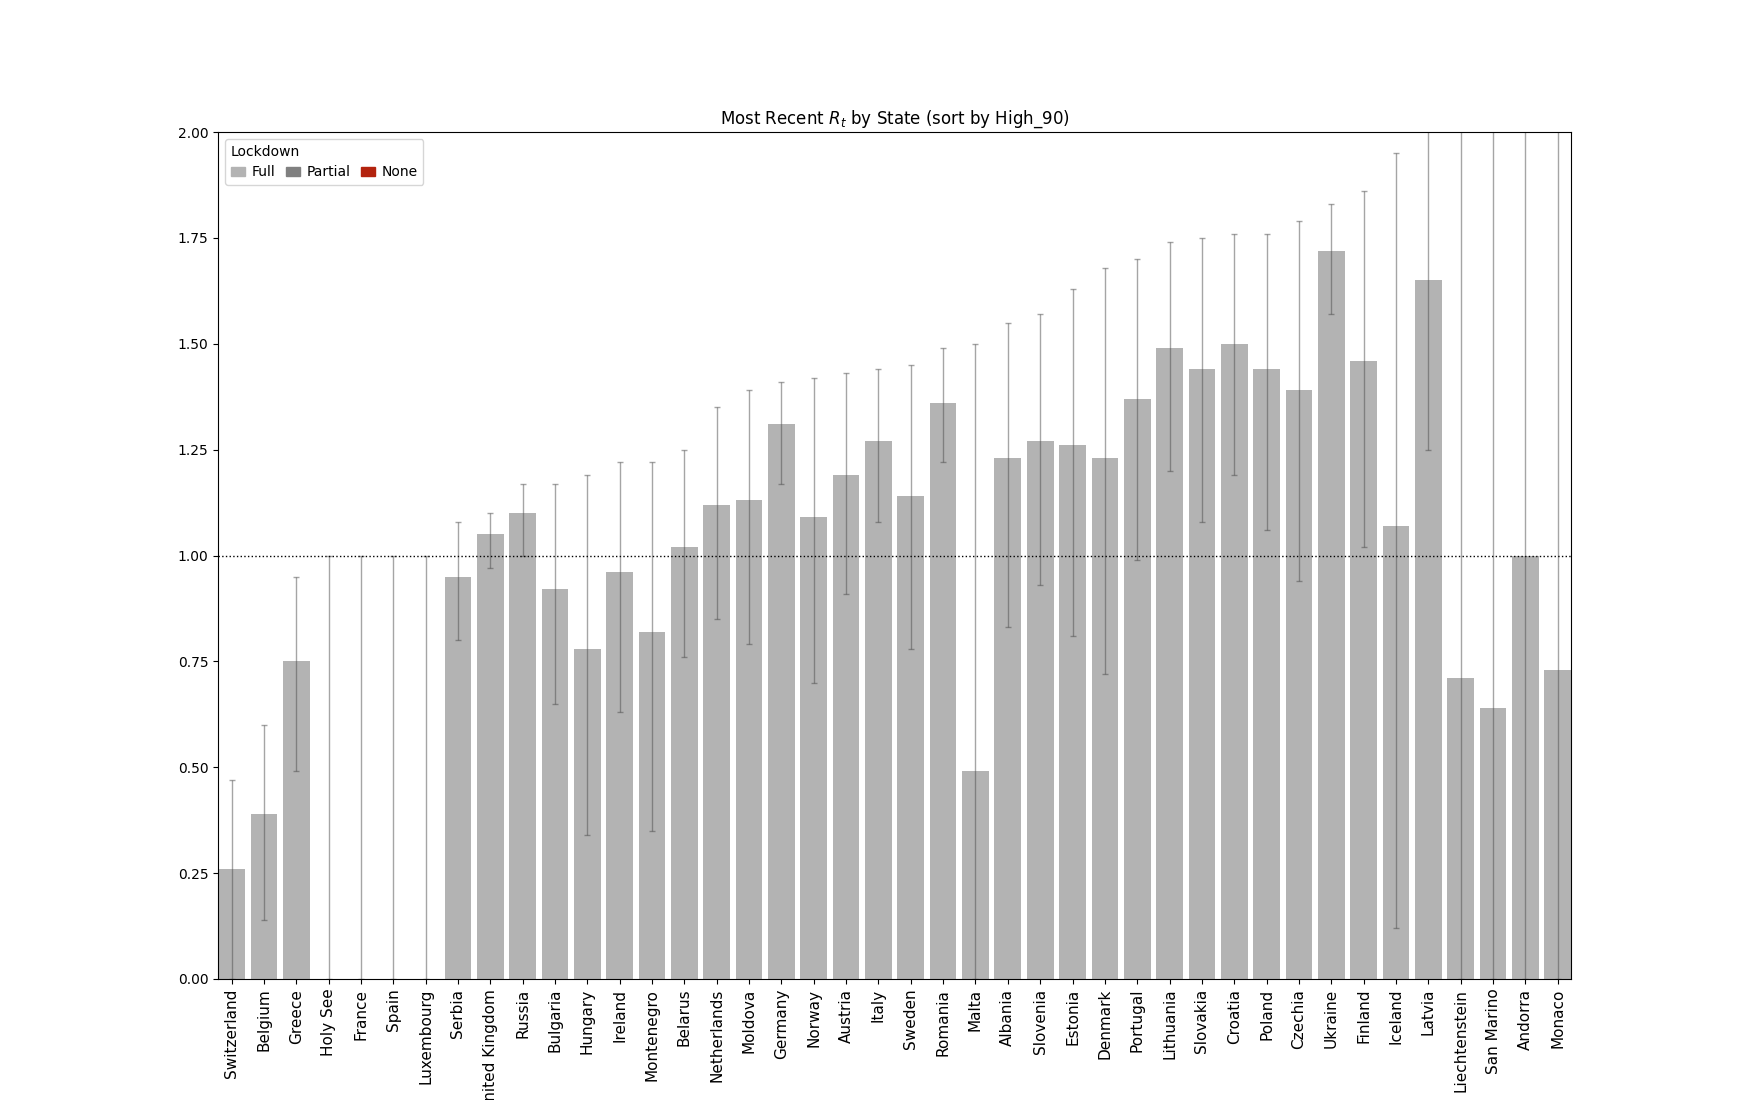 Most Recent R_t by State (sort by High_90)
Lockdown
Full Partial None
2.00
1.75
1.50
1.25
1.00
0.75
0.50
0.25
0.00
Switzerland
Belgium
Greece
Holy See
France
Spain
Luxembourg
Serbia
nited Kingdom
Russia
Bulgaria
Hungary
Ireland
Montenegro
Belarus
Netherlands
Moldova
Germany
Norway
Austria
Italy
Sweden
Romania
Malta
Albania
Slovenia
Estonia
Denmark
Portugal
Lithuania
Slovakia
Croatia
Poland
Czechia
Ukraine
Finland
Iceland
Latvia
Liechtenstein
San Marino
Andorra
Monaco